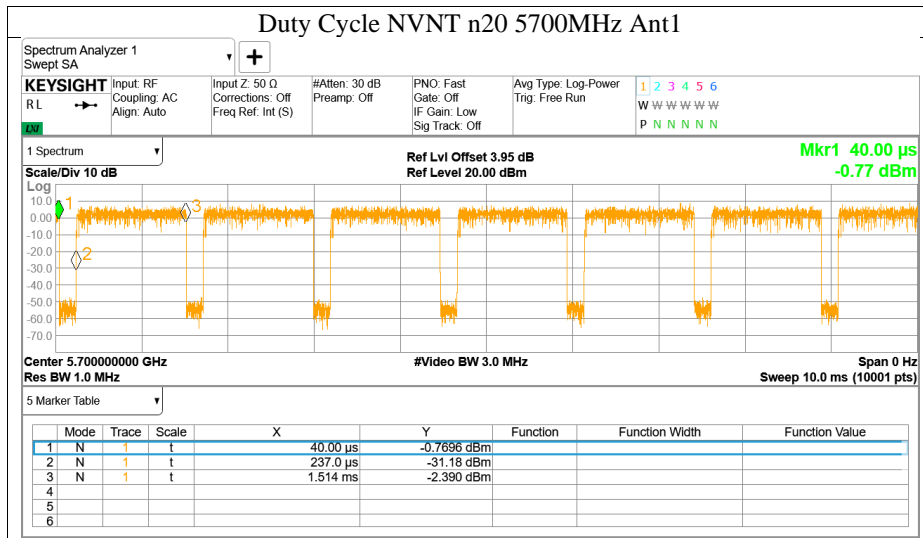 Duty Cycle NVNT n20 5700MHz Ant1
Spectrum Analyzer 1
Swept SA
▼
+
KEYSIGHT Input: RF Input Z: 50 Ω #Atten: 30 dB PNO: Fast Avg Type: Log-Power 1 2 3 4 5 6
R L Coupling: AC Corrections: Off Preamp: Off Gate: Off Trig: Free Run W W W W W W
Align: Auto Freq Ref: Int (S) IF Gain: Low
LXI Sig Track: Off P N N N N N
1 Spectrum ▼ Ref Lvl Offset 3.95 dB Mkr1 40.00 µs
Scale/Div 10 dB Ref Level 20.00 dBm -0.77 dBm
Log
10.0
0.00
-10.0
-20.0
-30.0
-40.0
-50.0
-60.0
-70.0
1
3
2
Center 5.700000000 GHz #Video BW 3.0 MHz Span 0 Hz
Res BW 1.0 MHz Sweep 10.0 ms (10001 pts)
5 Marker Table ▼
Mode Trace Scale X Y Function Function Width Function Value
1 N 1 t 40.00 µs -0.7696 dBm
2 N 1 t 237.0 µs -31.18 dBm
3 N 1 t 1.514 ms -2.390 dBm
4
5
6